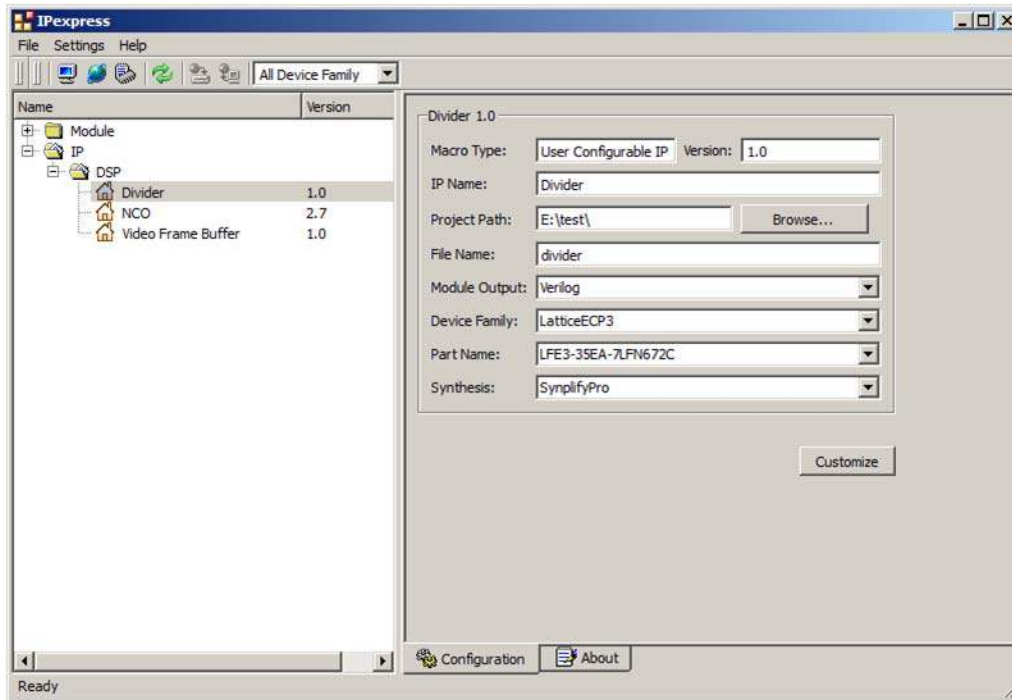 IPexpress
File Settings Help
All Device Family
Name Version
Module
IP
DSP
Divider 1.0
NCO 2.7
Video Frame Buffer 1.0
Divider 1.0
Macro Type: User Configurable IP Version: 1.0
IP Name: Divider
Project Path: E:\test\ Browse...
File Name: divider
Module Output: Verilog
Device Family: LatticeECP3
Part Name: LFE3-35EA-7LFN672C
Synthesis: SynplifyPro
Customize
Configuration About
Ready